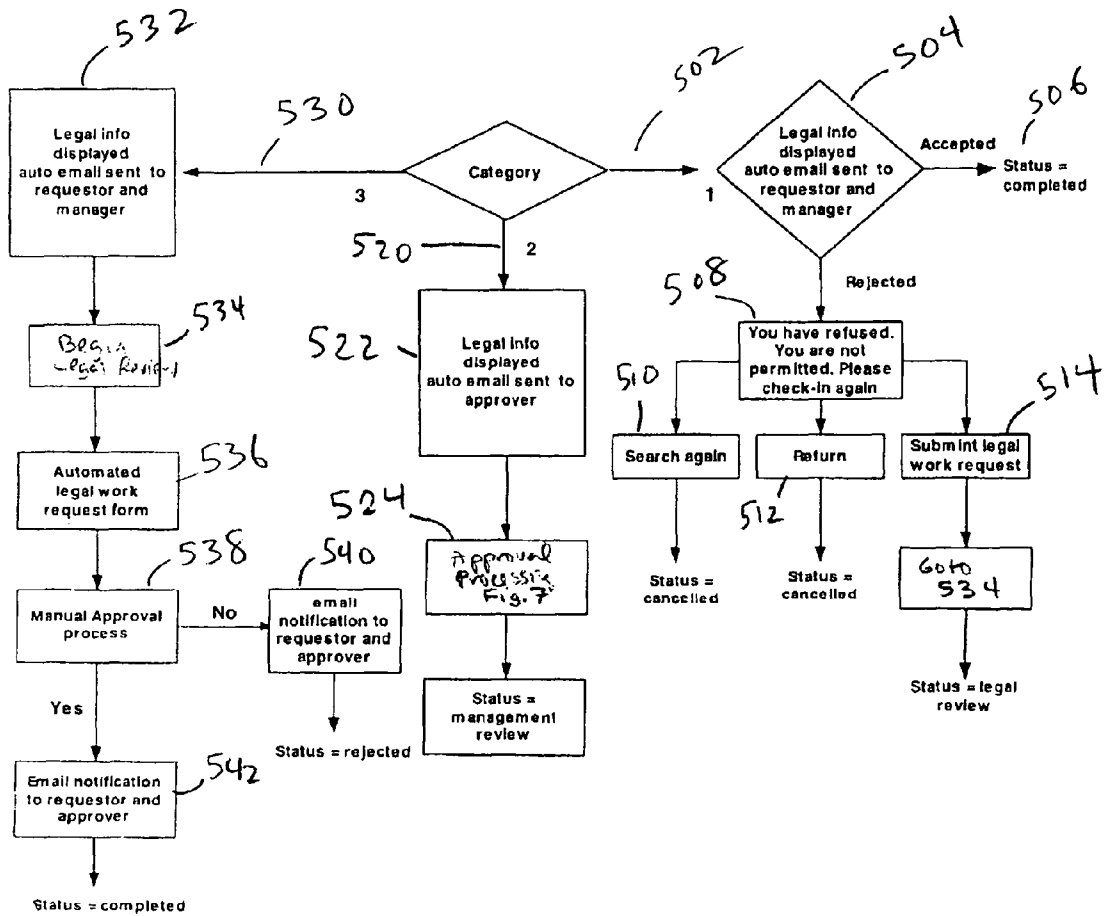 532
Legal info
displayed
auto email sent to
requestor and
manager
530
3
Category
502
1
504
Legal info
displayed
auto email sent to
requestor and
manager
Accepted
506
Status =
completed
520
2
Rejected
508
You have refused.
You are not
permitted. Please
check-in again
534
Begin
Legal Review
522
Legal info
displayed
auto email sent to
approver
510
Search again
Return
512
514
Submint legal
work request
536
Automated
legal work
request form
524
Approval
Processing
Fig. 7
Status =
cancelled
Status =
cancelled
Goto
534
538
Manual Approval
process
No
540
email
notification to
requestor and
approver
Status =
management
review
Status = legal
review
Yes
Status = rejected
542
Email notification
to requestor and
approver
Status = completed